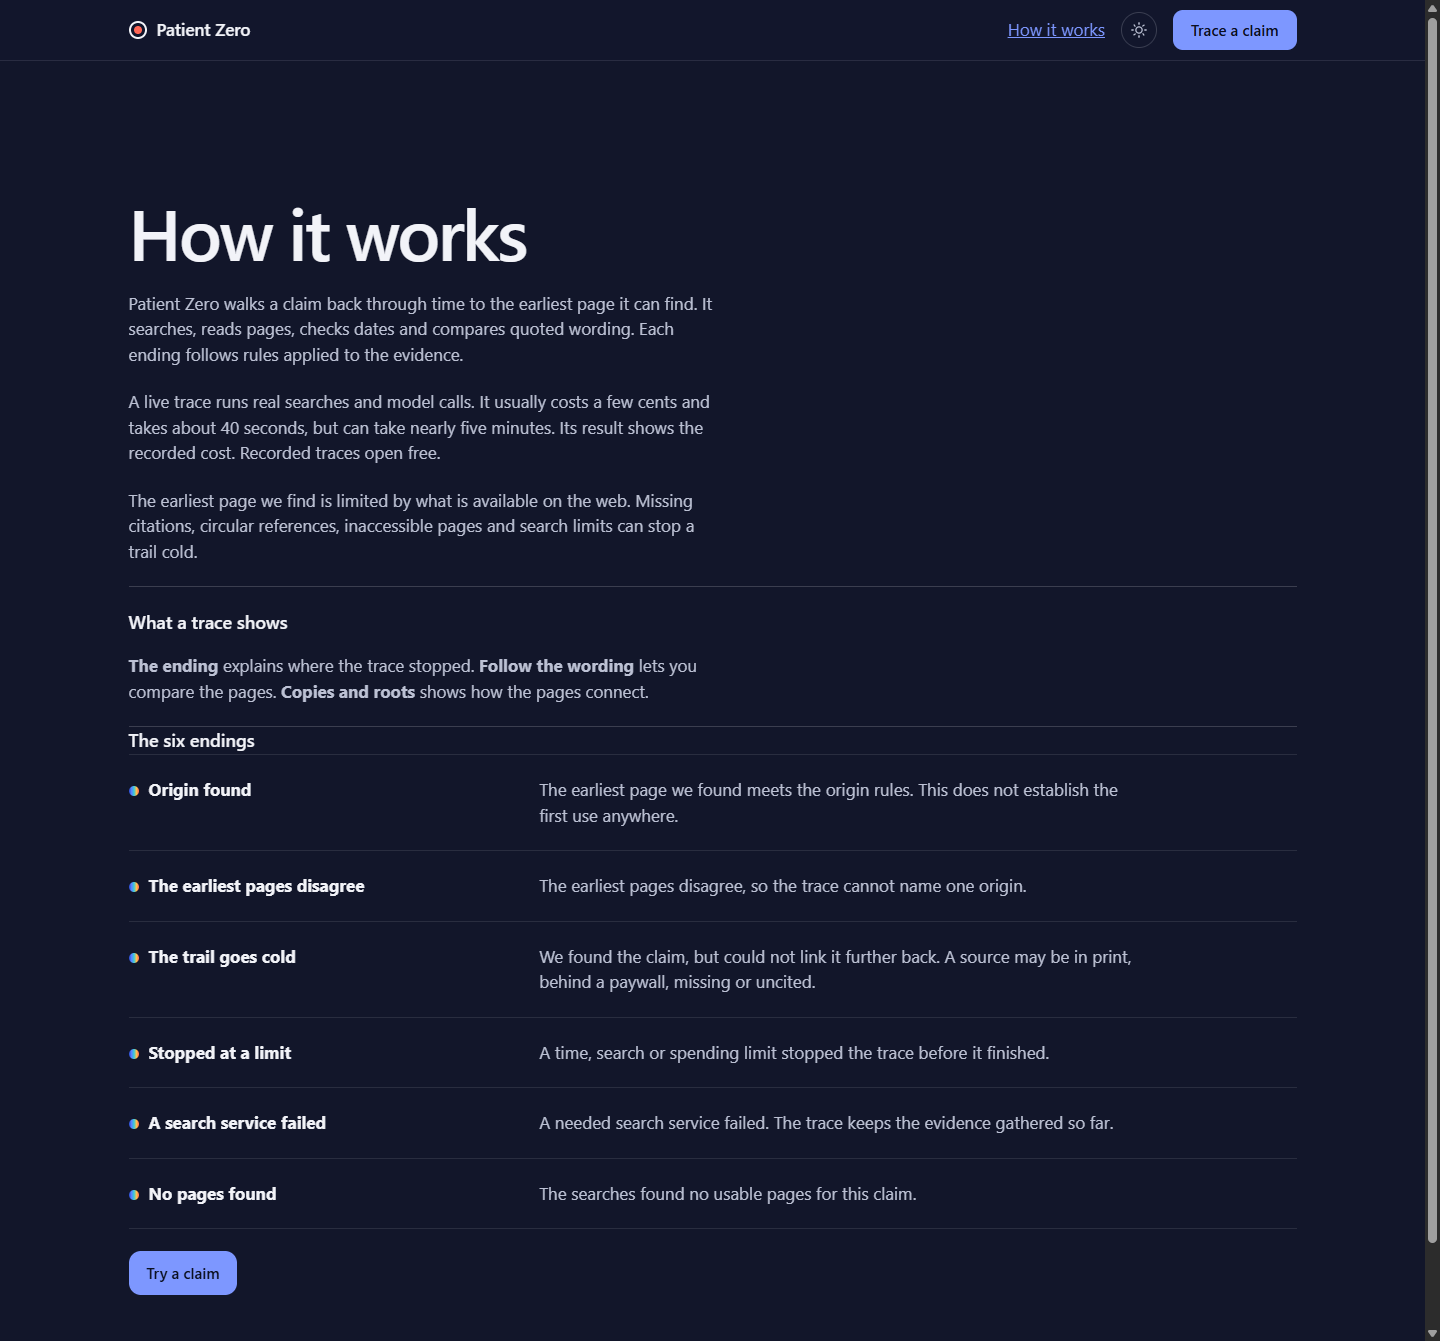 Patient Zero
How it works
Trace a claim
How it works
Patient Zero walks a claim back through time to the earliest page it can find. It
searches, reads pages, checks dates and compares quoted wording. Each
ending follows rules applied to the evidence.
A live trace runs real searches and model calls. It usually costs a few cents and
takes about 40 seconds, but can take nearly five minutes. Its result shows the
recorded cost. Recorded traces open free.
The earliest page we find is limited by what is available on the web. Missing
citations, circular references, inaccessible pages and search limits can stop a
trail cold.
What a trace shows
The ending explains where the trace stopped. Follow the wording lets you
compare the pages. Copies and roots shows how the pages connect.
The six endings
Origin found
The earliest page we found meets the origin rules. This does not establish the
first use anywhere.
The earliest pages disagree
The earliest pages disagree, so the trace cannot name one origin.
The trail goes cold
We found the claim, but could not link it further back. A source may be in print,
behind a paywall, missing or uncited.
Stopped at a limit
A time, search or spending limit stopped the trace before it finished.
A search service failed
A needed search service failed. The trace keeps the evidence gathered so far.
No pages found
The searches found no usable pages for this claim.
Try a claim